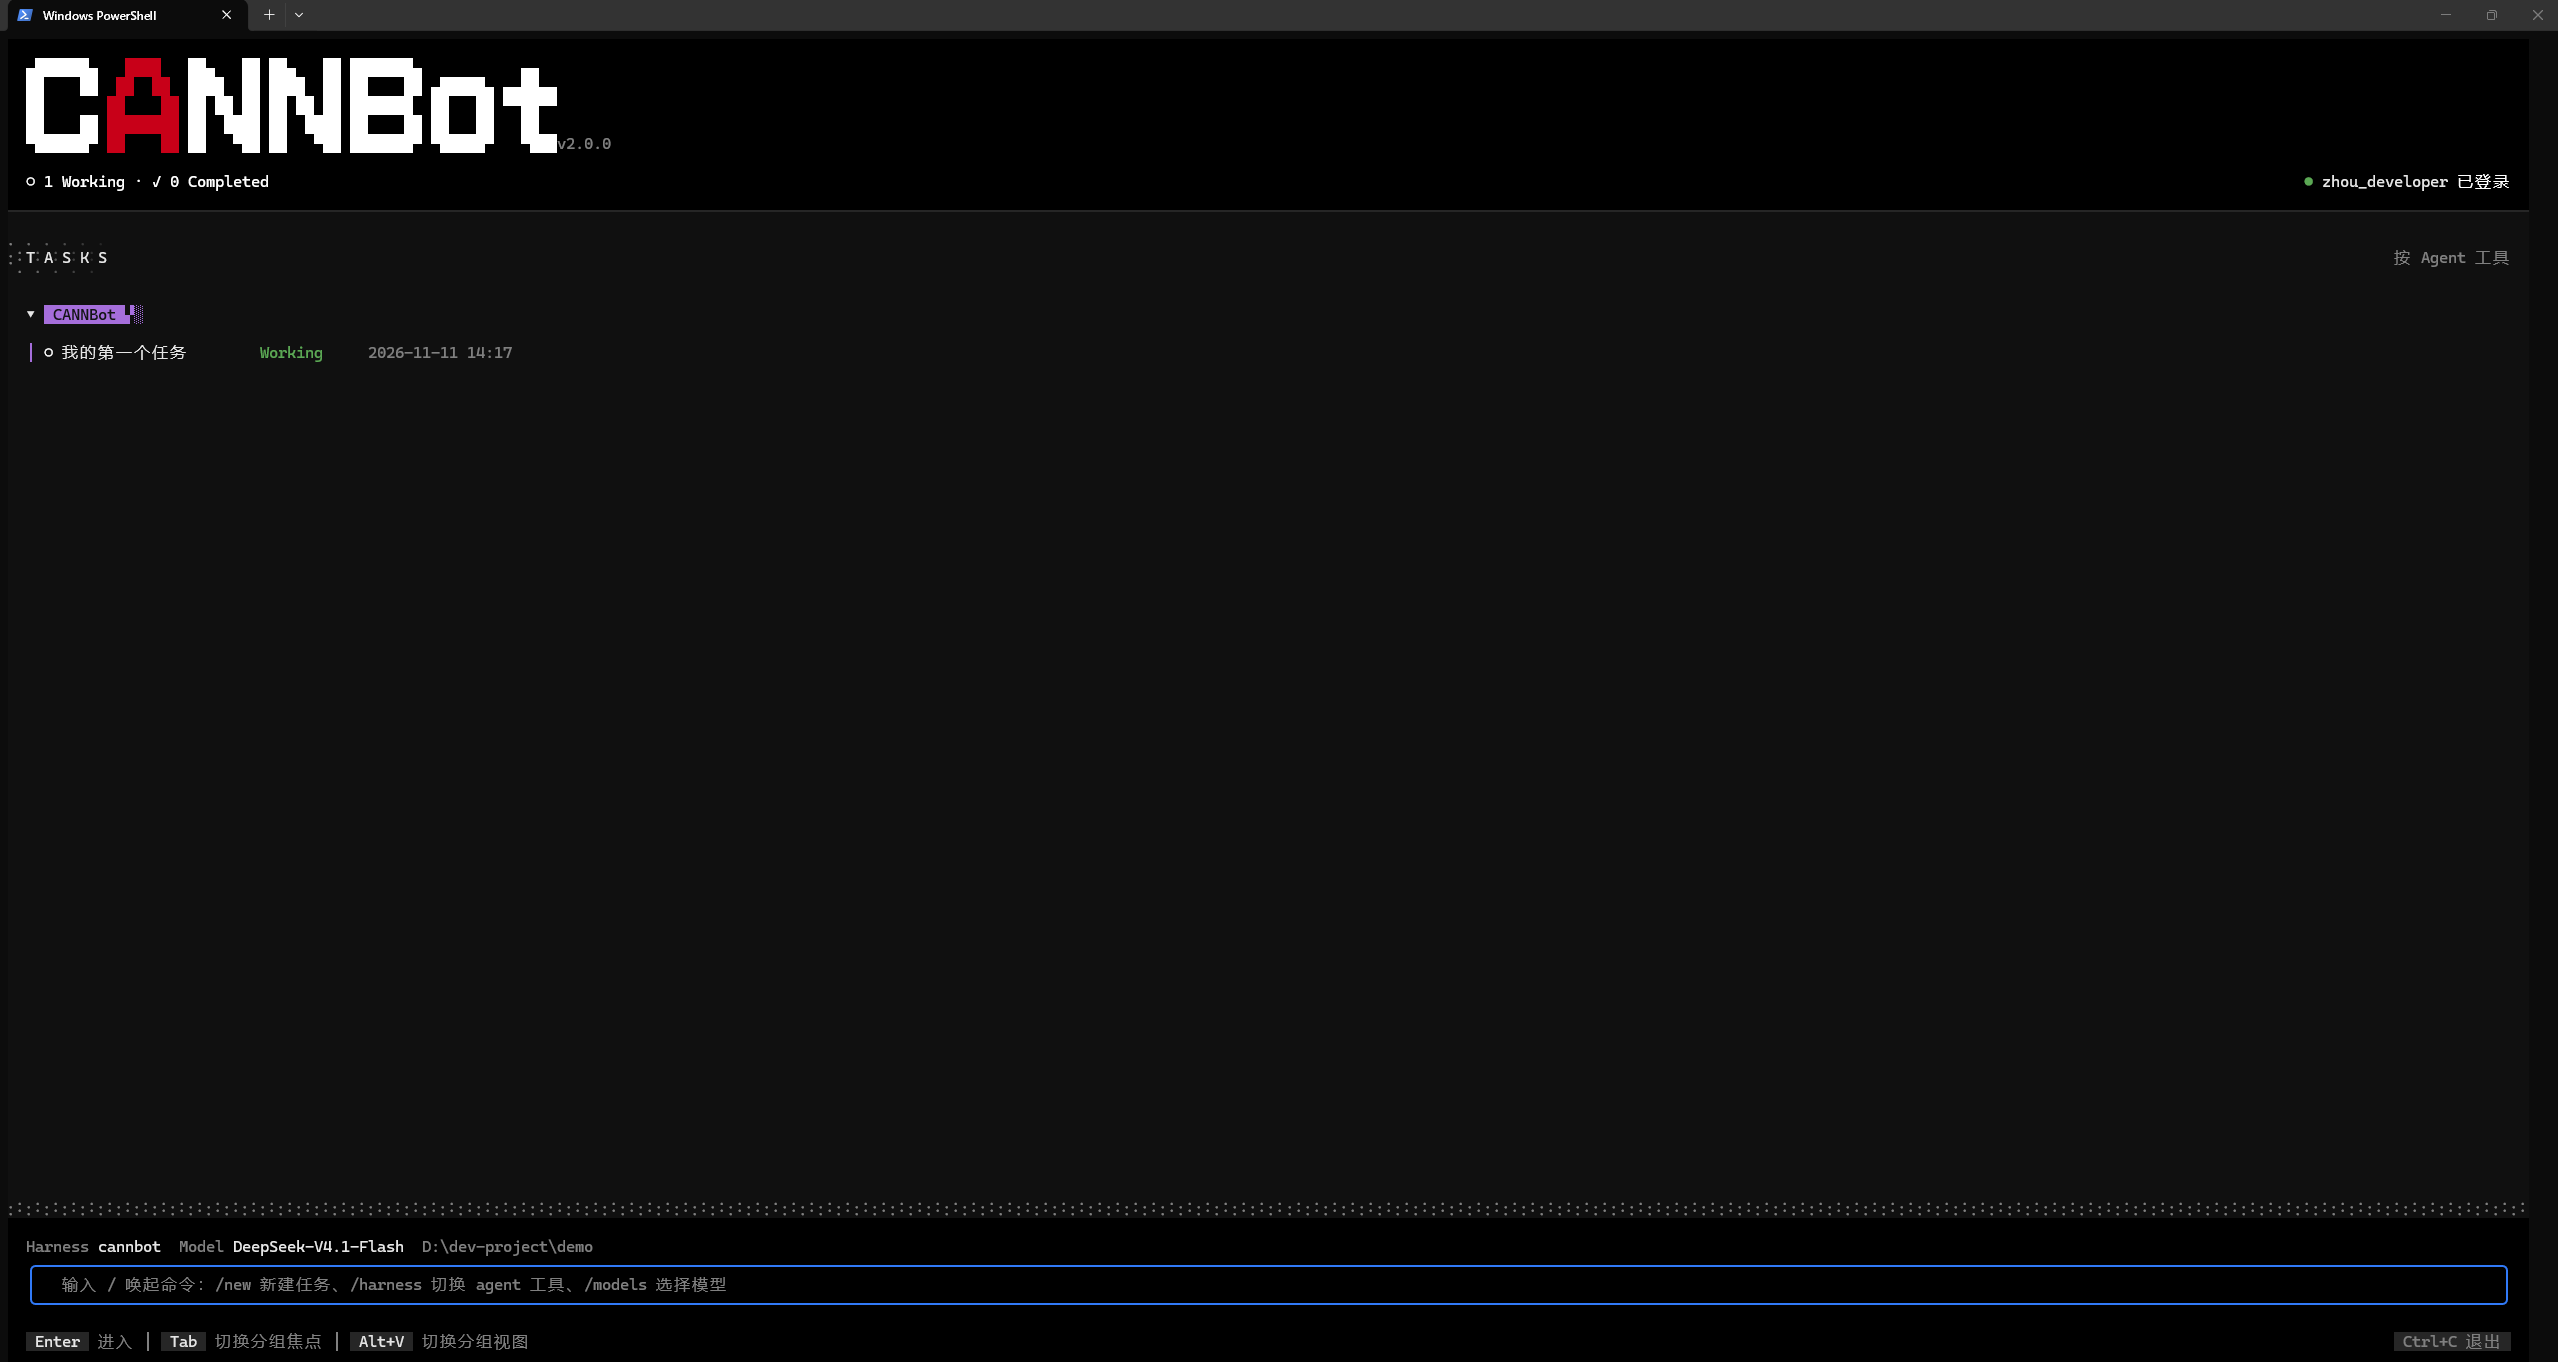 Windows PowerShell
CANNBot v2.0.0
1 Working · ✓ 0 Completed
zhou_developer 已登录
TASKS
按 Agent 工具
▼ CANNBot
我的第一个任务 Working 2026-11-11 14:17
Harness cannbot Model DeepSeek-V4.1-Flash D:\dev-project\demo
输入 / 唤起命令: /new 新建任务、/harness 切换 agent 工具、/models 选择模型
Enter 进入 | Tab 切换分组焦点 | Alt+V 切换分组视图
Ctrl+C 退出